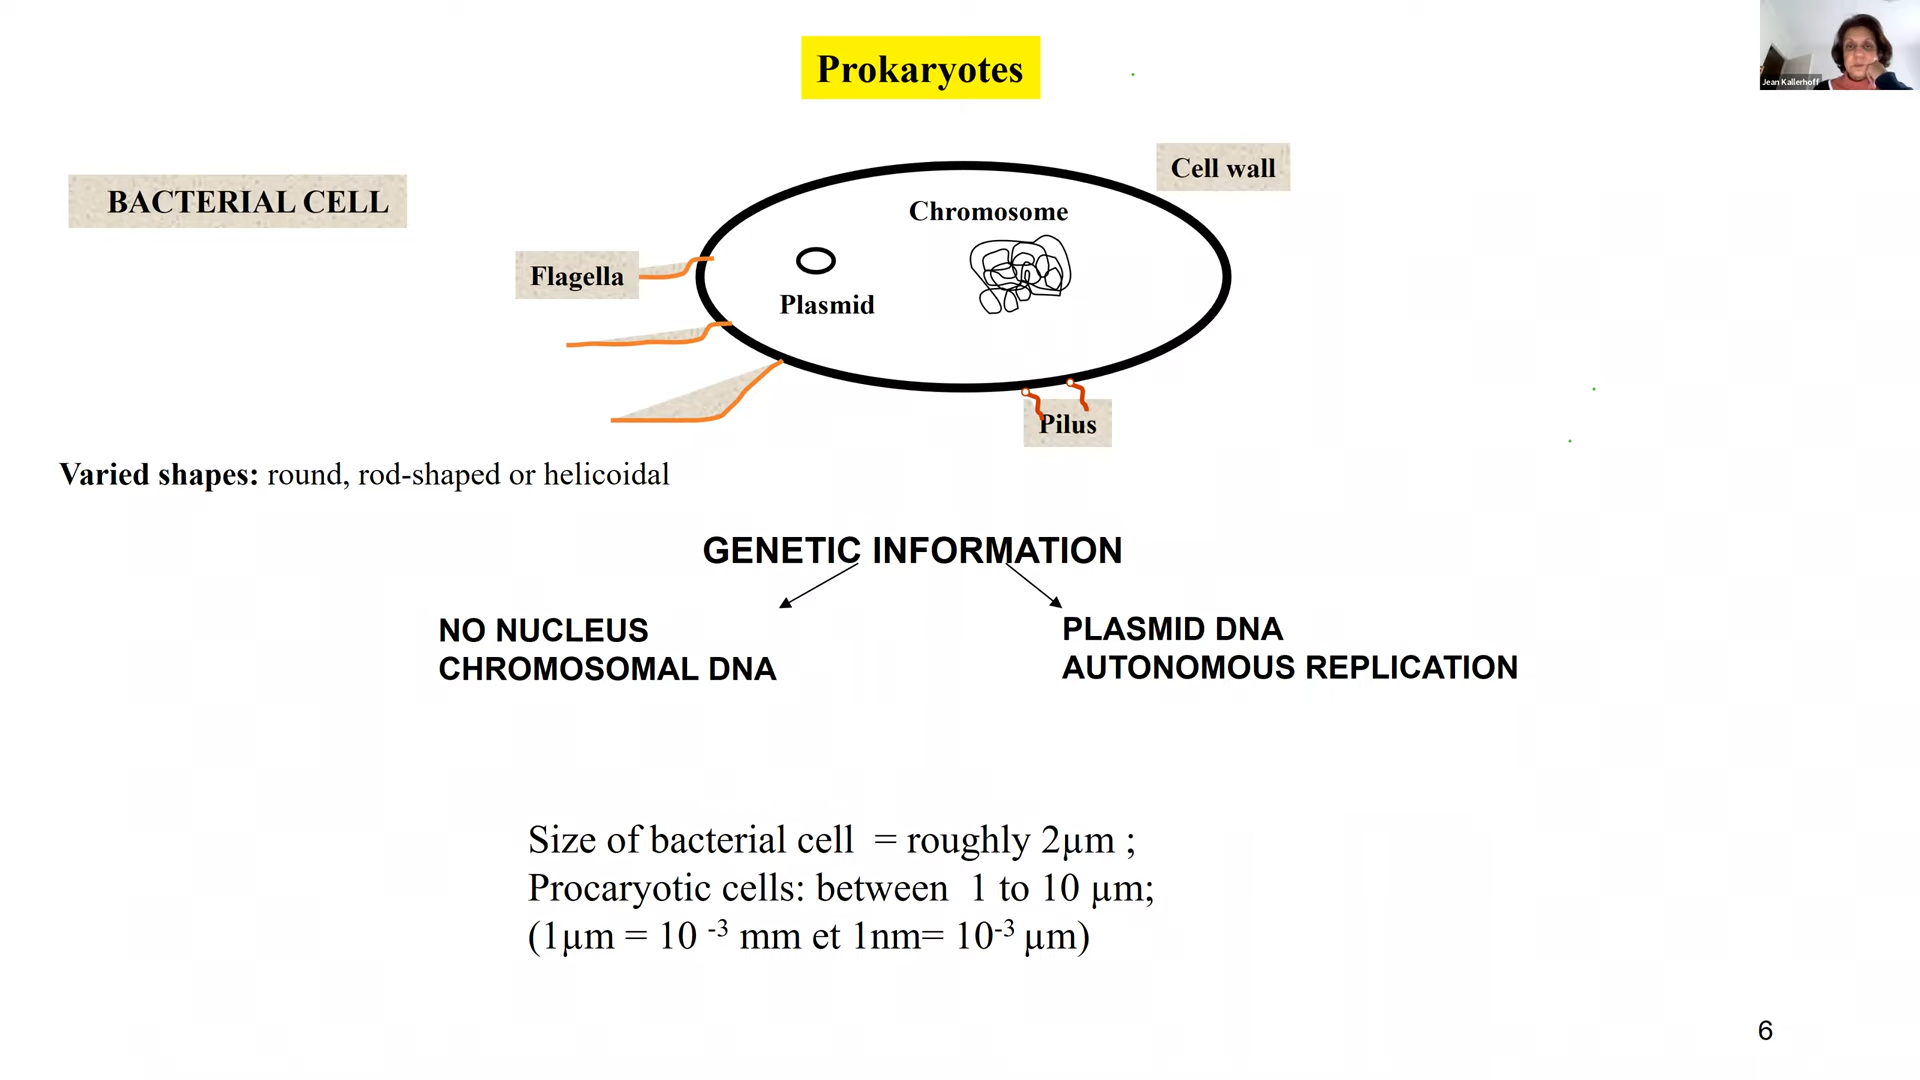 Prokaryotes
Jean Kallerhoff
Cell wall
BACTERIAL CELL
Chromosome
Flagella
Plasmid
Pilus
Varied shapes: round, rod-shaped or helicoidal
GENETIC INFORMATION
NO NUCLEUS
CHROMOSOMAL DNA
PLASMID DNA
AUTONOMOUS REPLICATION
Size of bacterial cell = roughly 2µm ;
Procaryotic cells: between 1 to 10 µm;
(1µm = 10 -3 mm et 1nm= 10-3 µm)
6